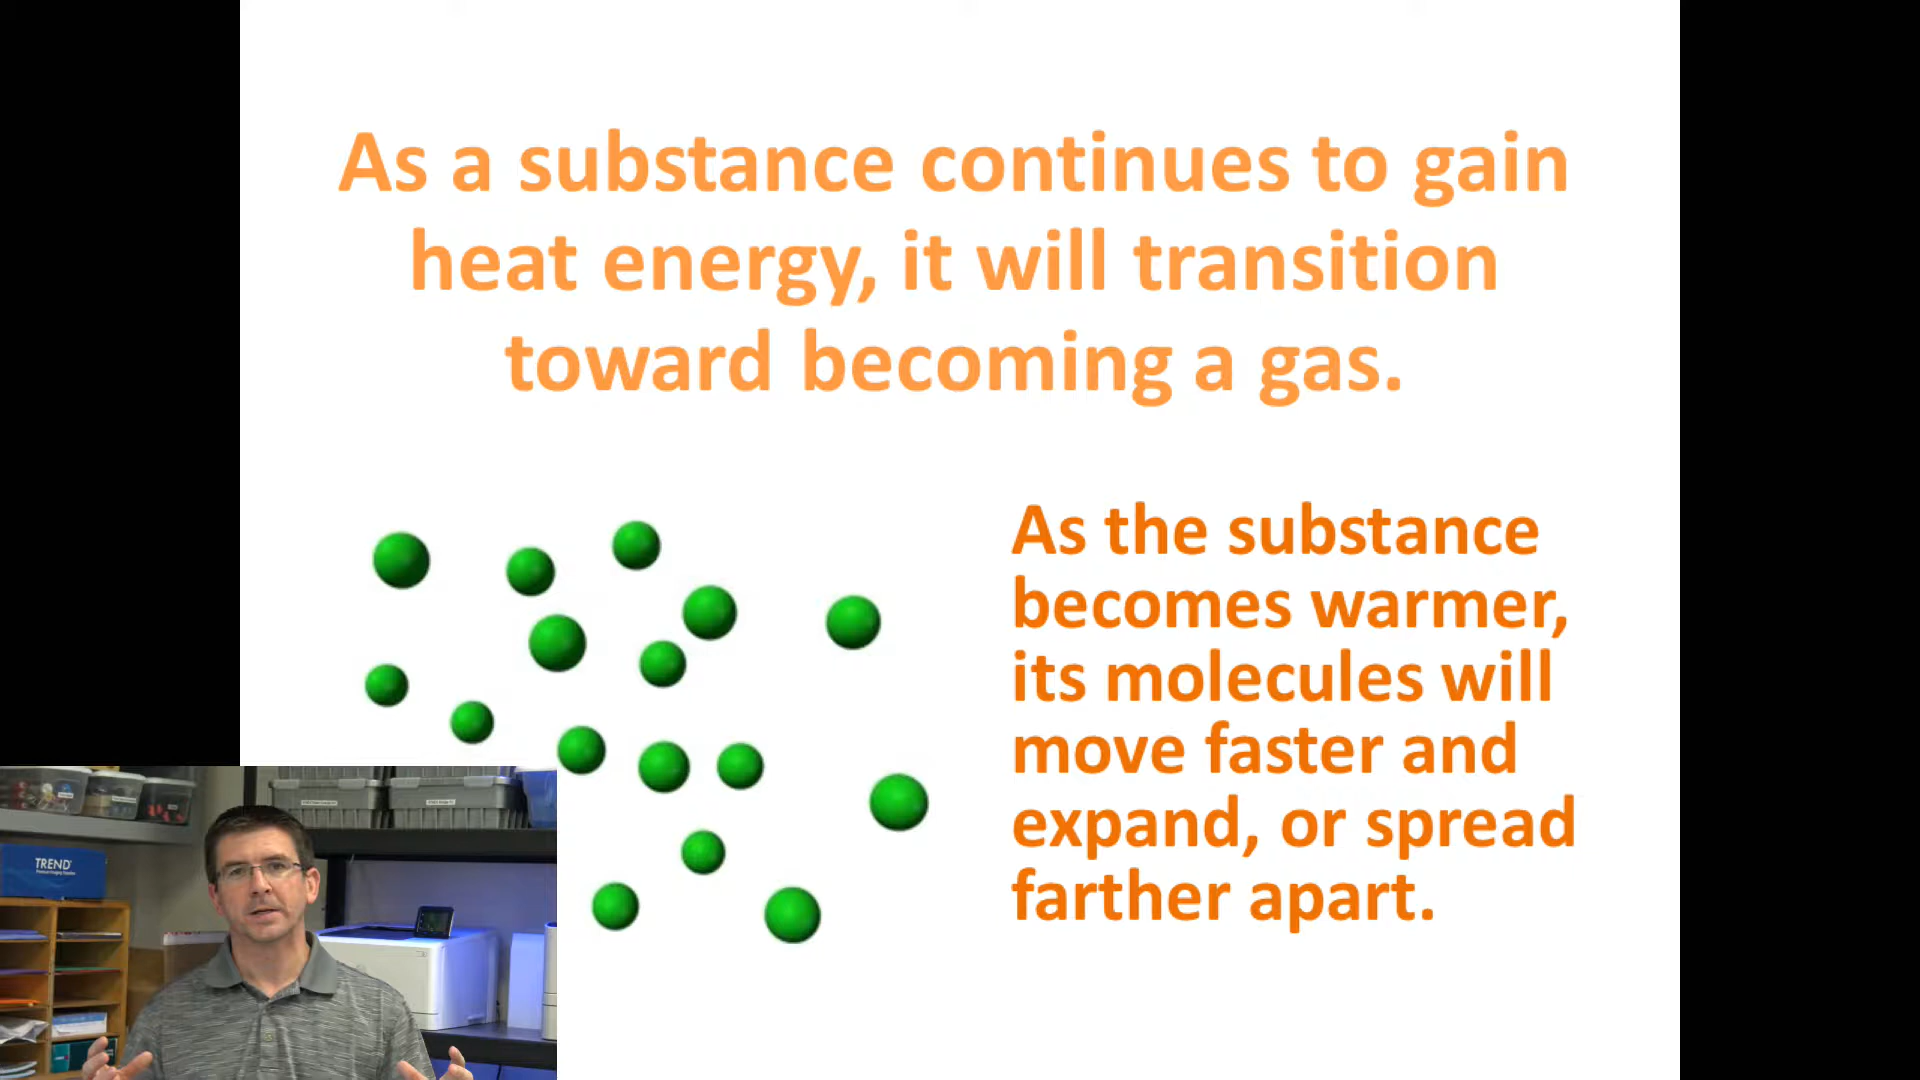 As a substance continues to gain
heat energy, it will transition
toward becoming a gas.
As the substance
becomes warmer,
its molecules will
move faster and
expand, or spread
farther apart.
TREND